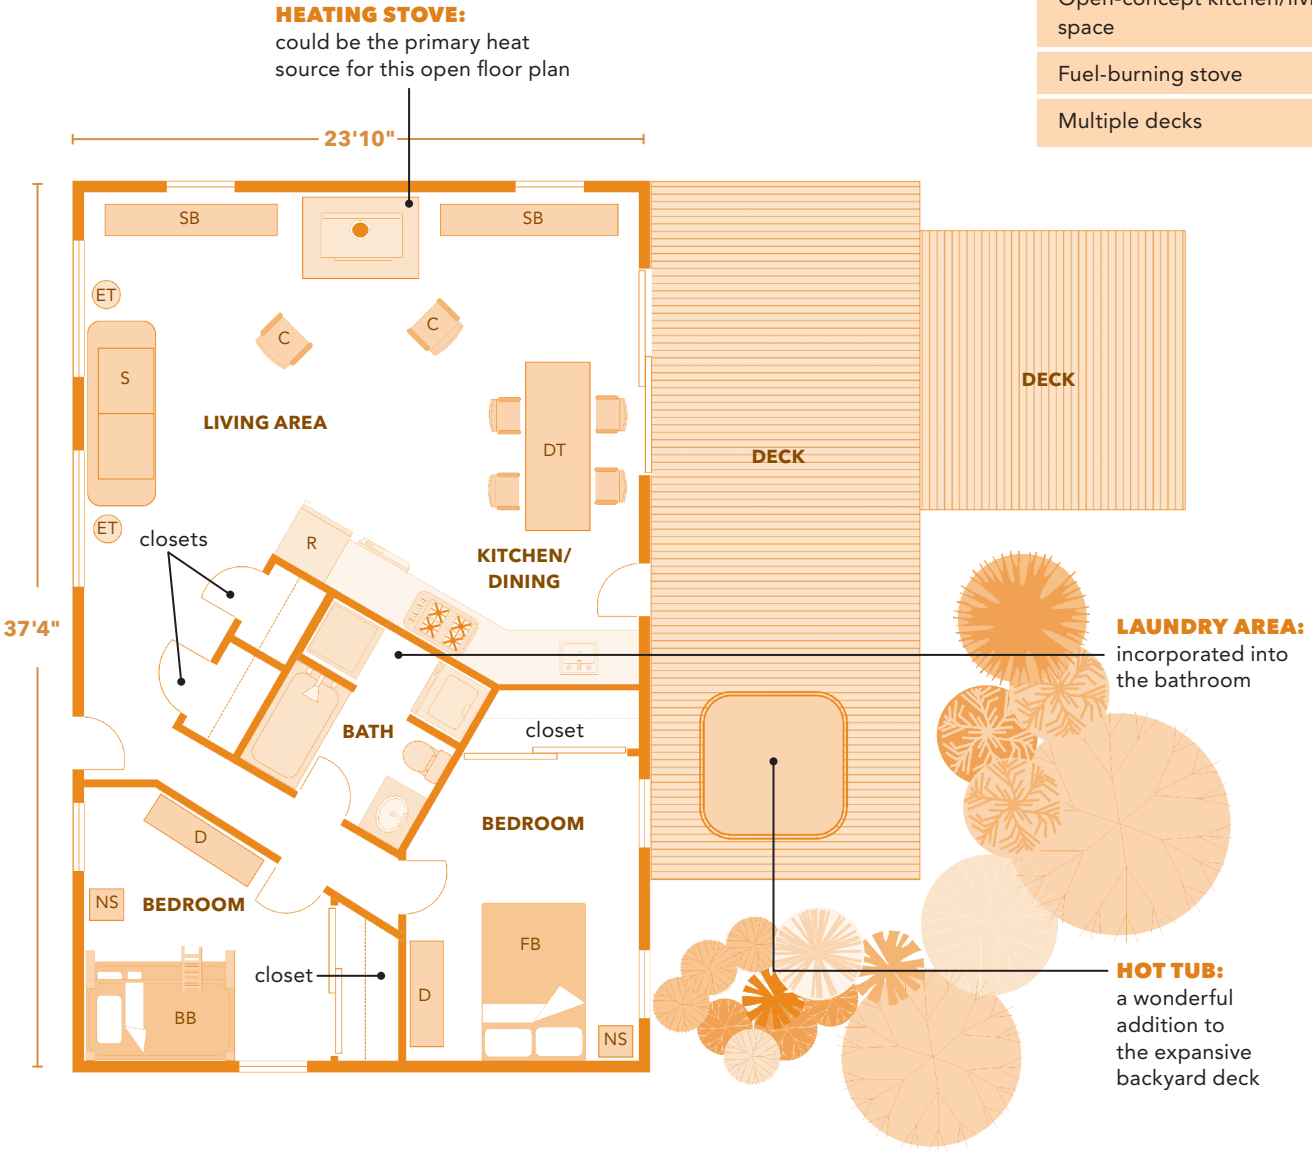 HEATING STOVE:
could be the primary heat
source for this open floor plan
space
Fuel-burning stove
Multiple decks
23'10"
37'4"
SB
SB
ET
C
C
S
LIVING AREA
DT
DECK
DECK
ET
closets
R
KITCHEN/
DINING
LAUNDRY AREA:
incorporated into
the bathroom
BATH
closet
BEDROOM
D
NS
BEDROOM
FB
closet
D
BB
NS
HOT TUB:
a wonderful
addition to
the expansive
backyard deck